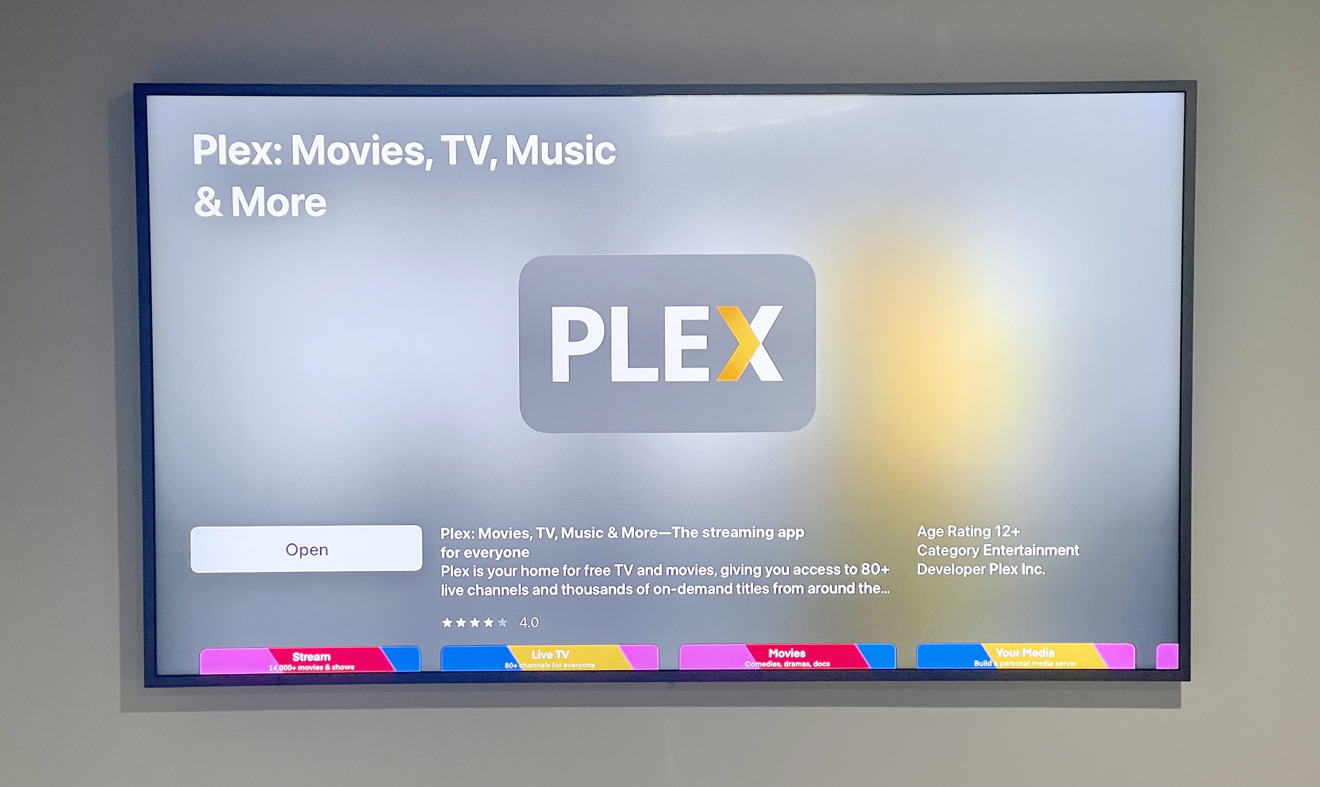 Plex: Movies, TV, Music
& More
PLEX
Open
Plex: Movies, TV, Music & More—The streaming app
for everyone
Plex is your home for free TV and movies, giving you access to 80+
live channels and thousands of on-demand titles from around the...
4.0
Age Rating 12+
Category Entertainment
Developer Plex Inc.
Stream
14,000+ movies & shows
Live TV
80+ channels for everyone
Movies
Comedies, dramas, docs
Your Media
Build a personal media server